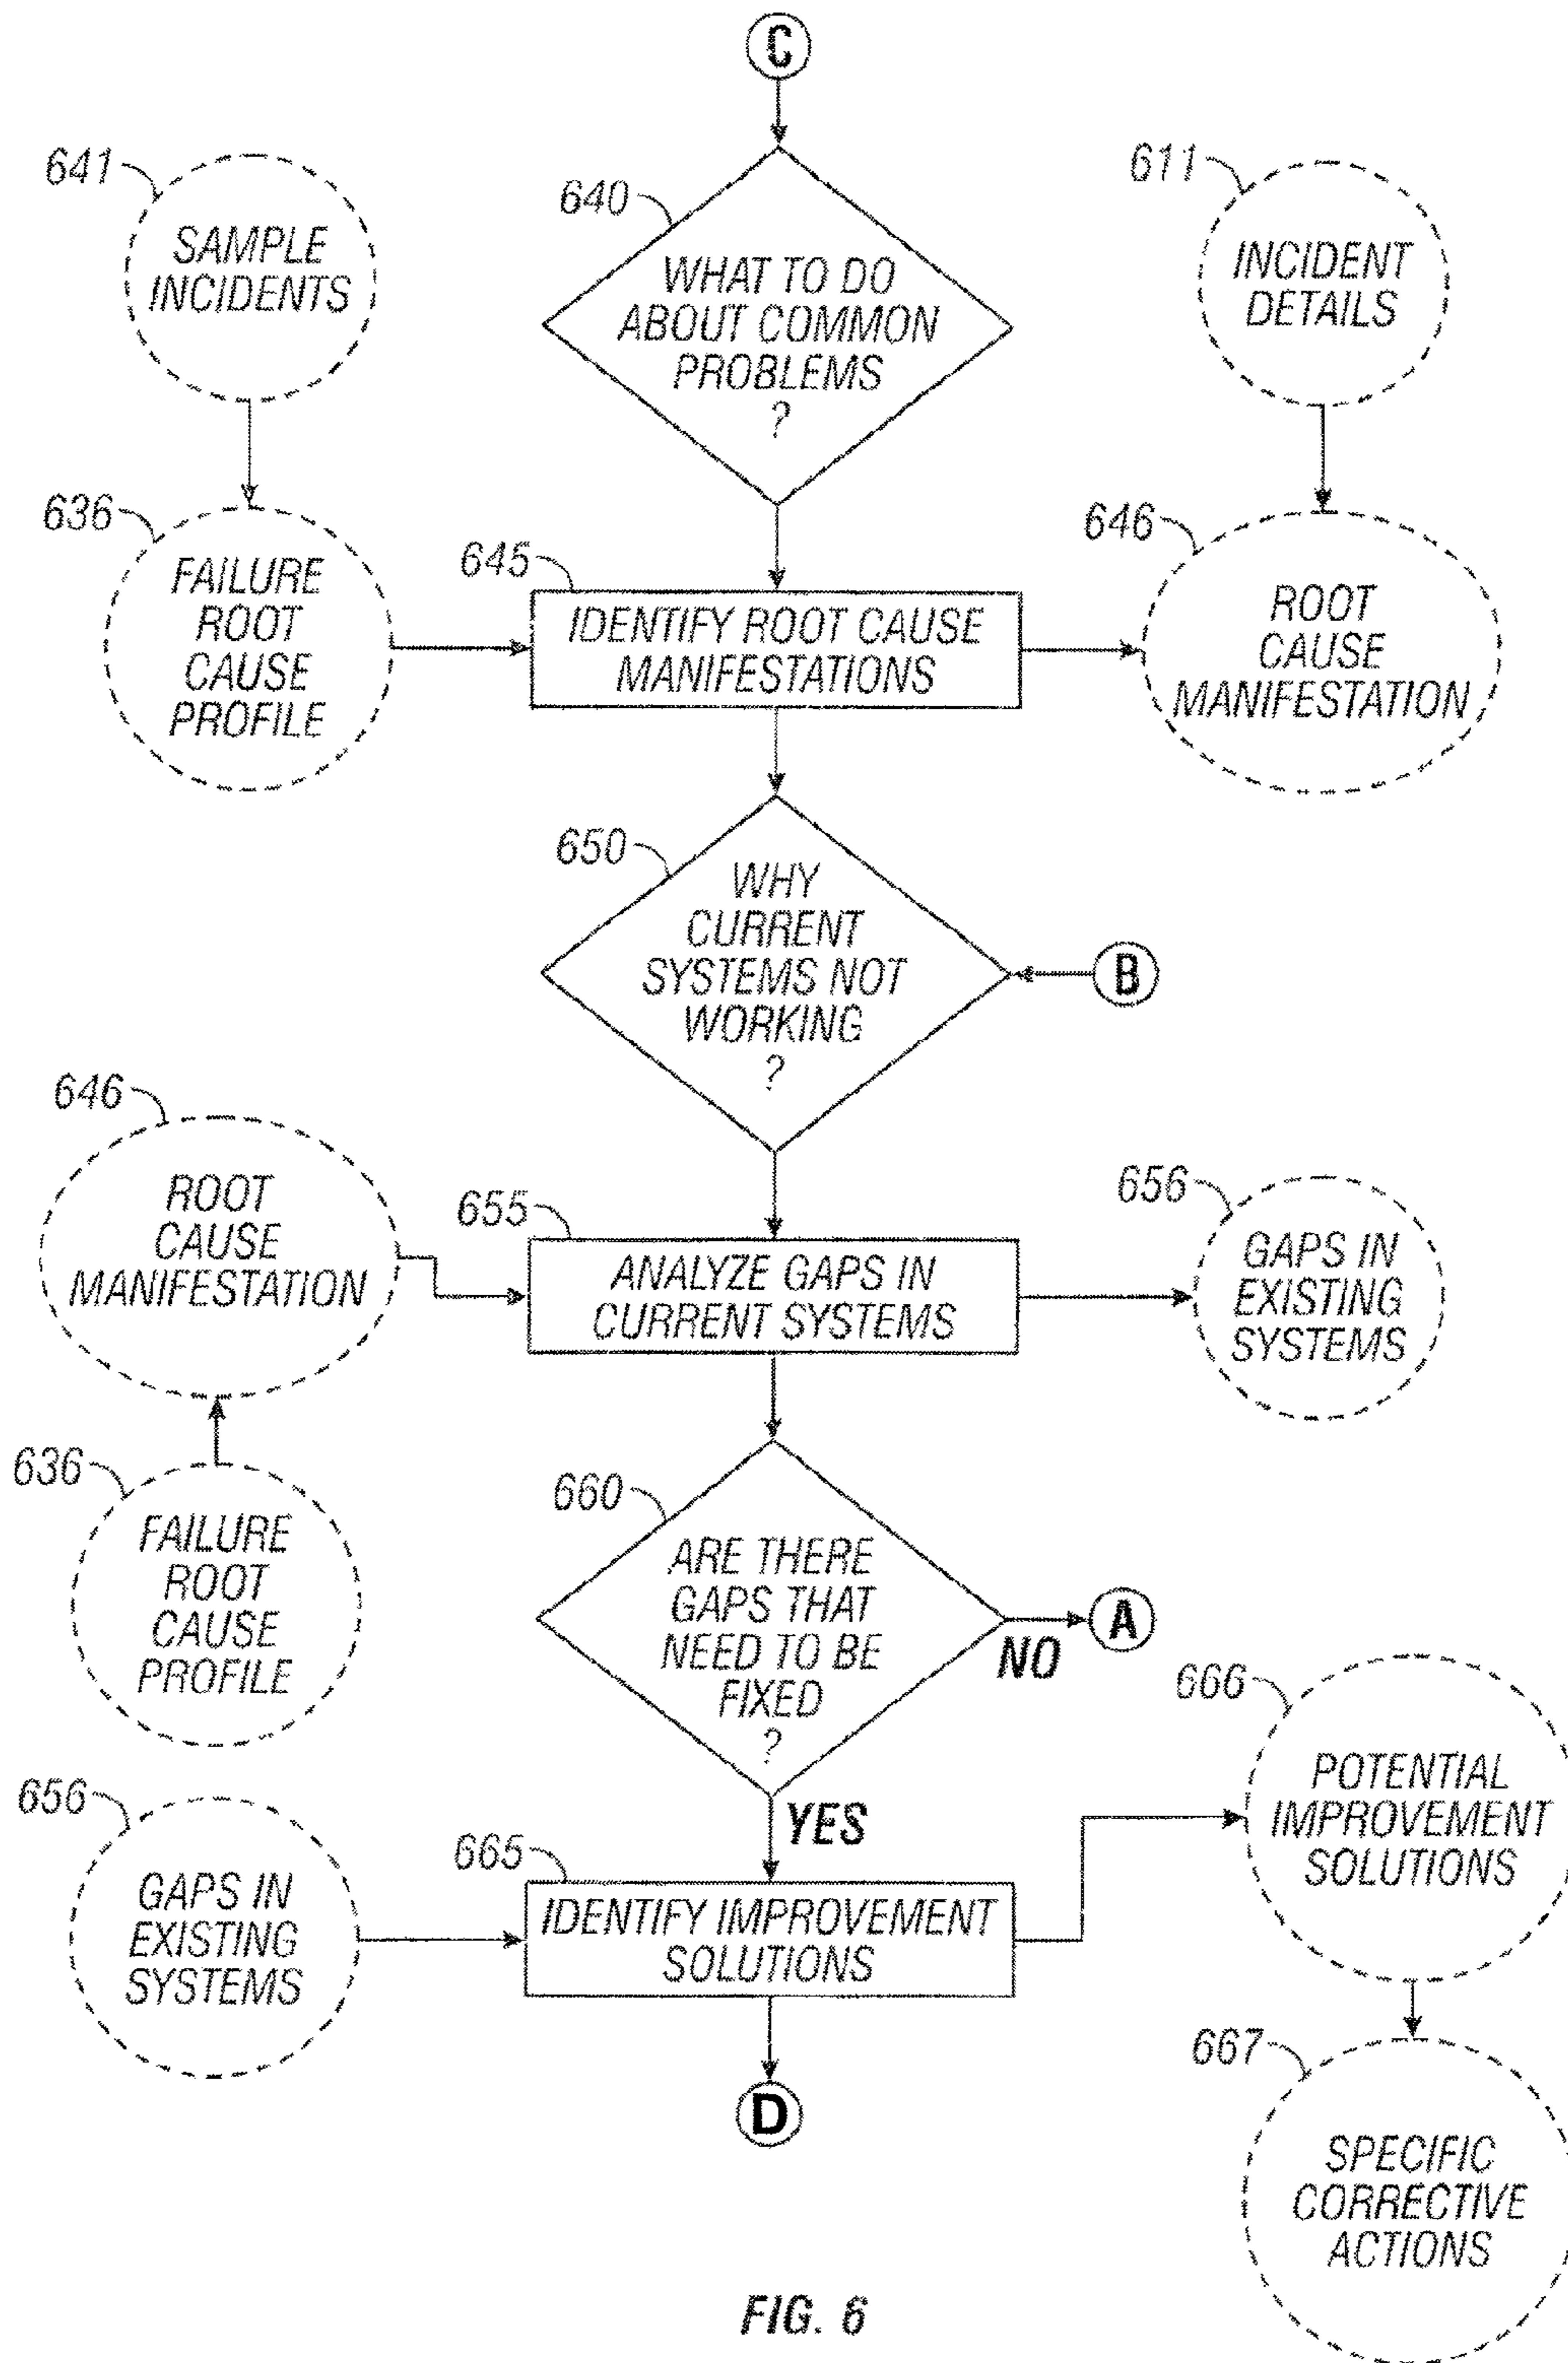 C
641
SAMPLE
INCIDENTS
640
WHAT TO DO
ABOUT COMMON
PROBLEMS
?
611
INCIDENT
DETAILS
636
FAILURE
ROOT
CAUSE
PROFILE
645
IDENTIFY ROOT CAUSE
MANIFESTATIONS
646
ROOT
CAUSE
MANIFESTATION
650
WHY
CURRENT
SYSTEMS NOT
WORKING
?
B
646
ROOT
CAUSE
MANIFESTATION
655
ANALYZE GAPS IN
CURRENT SYSTEMS
656
GAPS IN
EXISTING
SYSTEMS
636
FAILURE
ROOT
CAUSE
PROFILE
660
ARE THERE
GAPS THAT
NEED TO BE
FIXED
?
NO
A
YES
656
GAPS IN
EXISTING
SYSTEMS
665
IDENTIFY IMPROVEMENT
SOLUTIONS
666
POTENTIAL
IMPROVEMENT
SOLUTIONS
667
SPECIFIC
CORRECTIVE
ACTIONS
D
FIG. 6